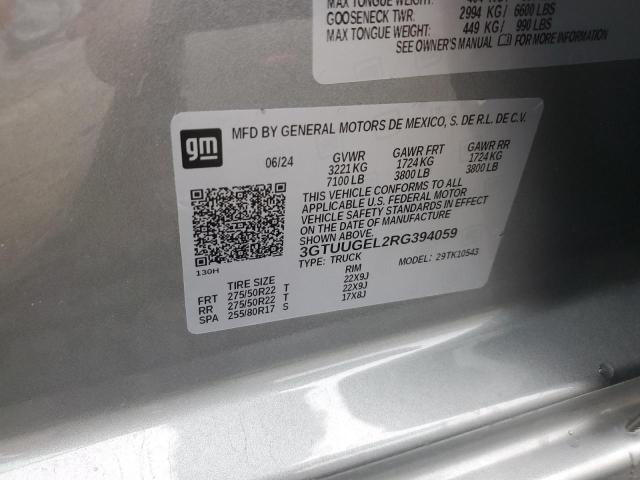 MAX TONGUE WEIGHT:
GOOSENECK TWR: 2994 KG/ 6600 LBS
MAX TONGUE WEIGHT: 449 KG/ 990 LBS
SEE OWNER'S MANUAL FOR MORE INFORMATION
gm
MFD BY GENERAL MOTORS DE MEXICO, S. DE R.L. DE C.V.
06/24 GVWR GAWR FRT GAWR RR
3221 KG 1724 KG 1724 KG
7100 LB 3800 LB 3800 LB
THIS VEHICLE CONFORMS TO ALL
APPLICABLE U.S. FEDERAL MOTOR
VEHICLE SAFETY STANDARDS IN EFFECT
ON THE DATE OF MANUFACTURE
SHOWN ABOVE.
3GTUUGEL2RG394059
130H
TYPE: TRUCK MODEL: 29TK10543
TIRE SIZE RIM
FRT 275/50R22 T 22X9J
RR 275/50R22 T 22X9J
SPA 255/80R17 S 17X8J